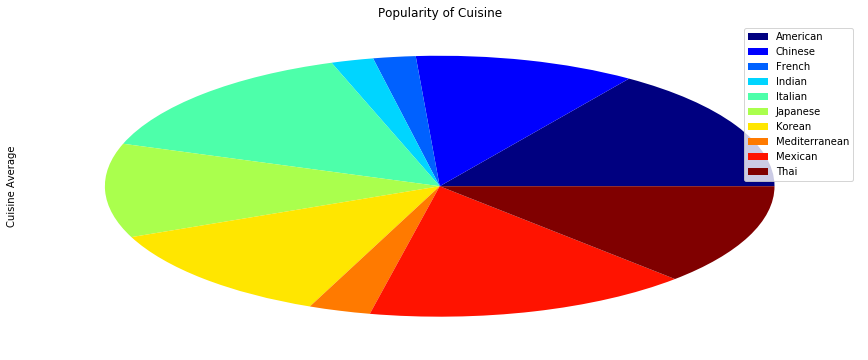 Popularity of Cuisine
American
Chinese
French
Indian
Italian
Japanese
Korean
Mediterranean
Mexican
Thai
Cuisine Average